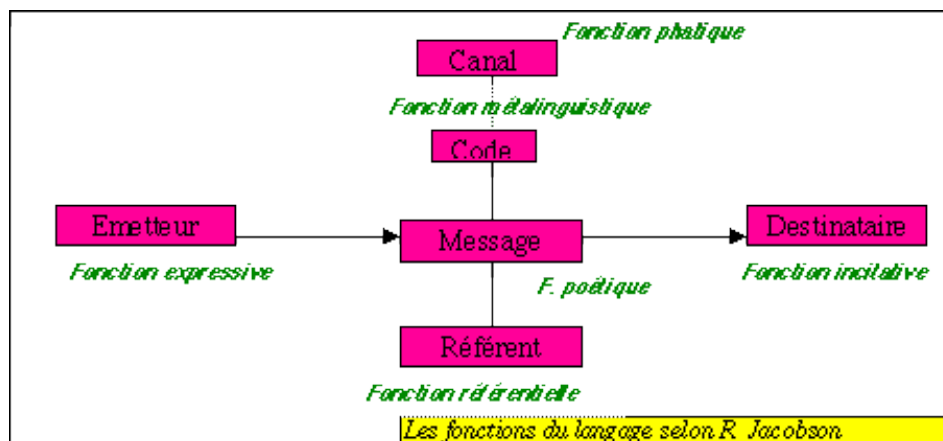 Fonction phatique
Canal
Fonction métalinguistique
Code
Emetteur
Message
Destinataire
Fonction expressive
F. poétique
Fonction incitative
Référent
Fonction référentielle
Les fonctions du langage selon R. Jacobson